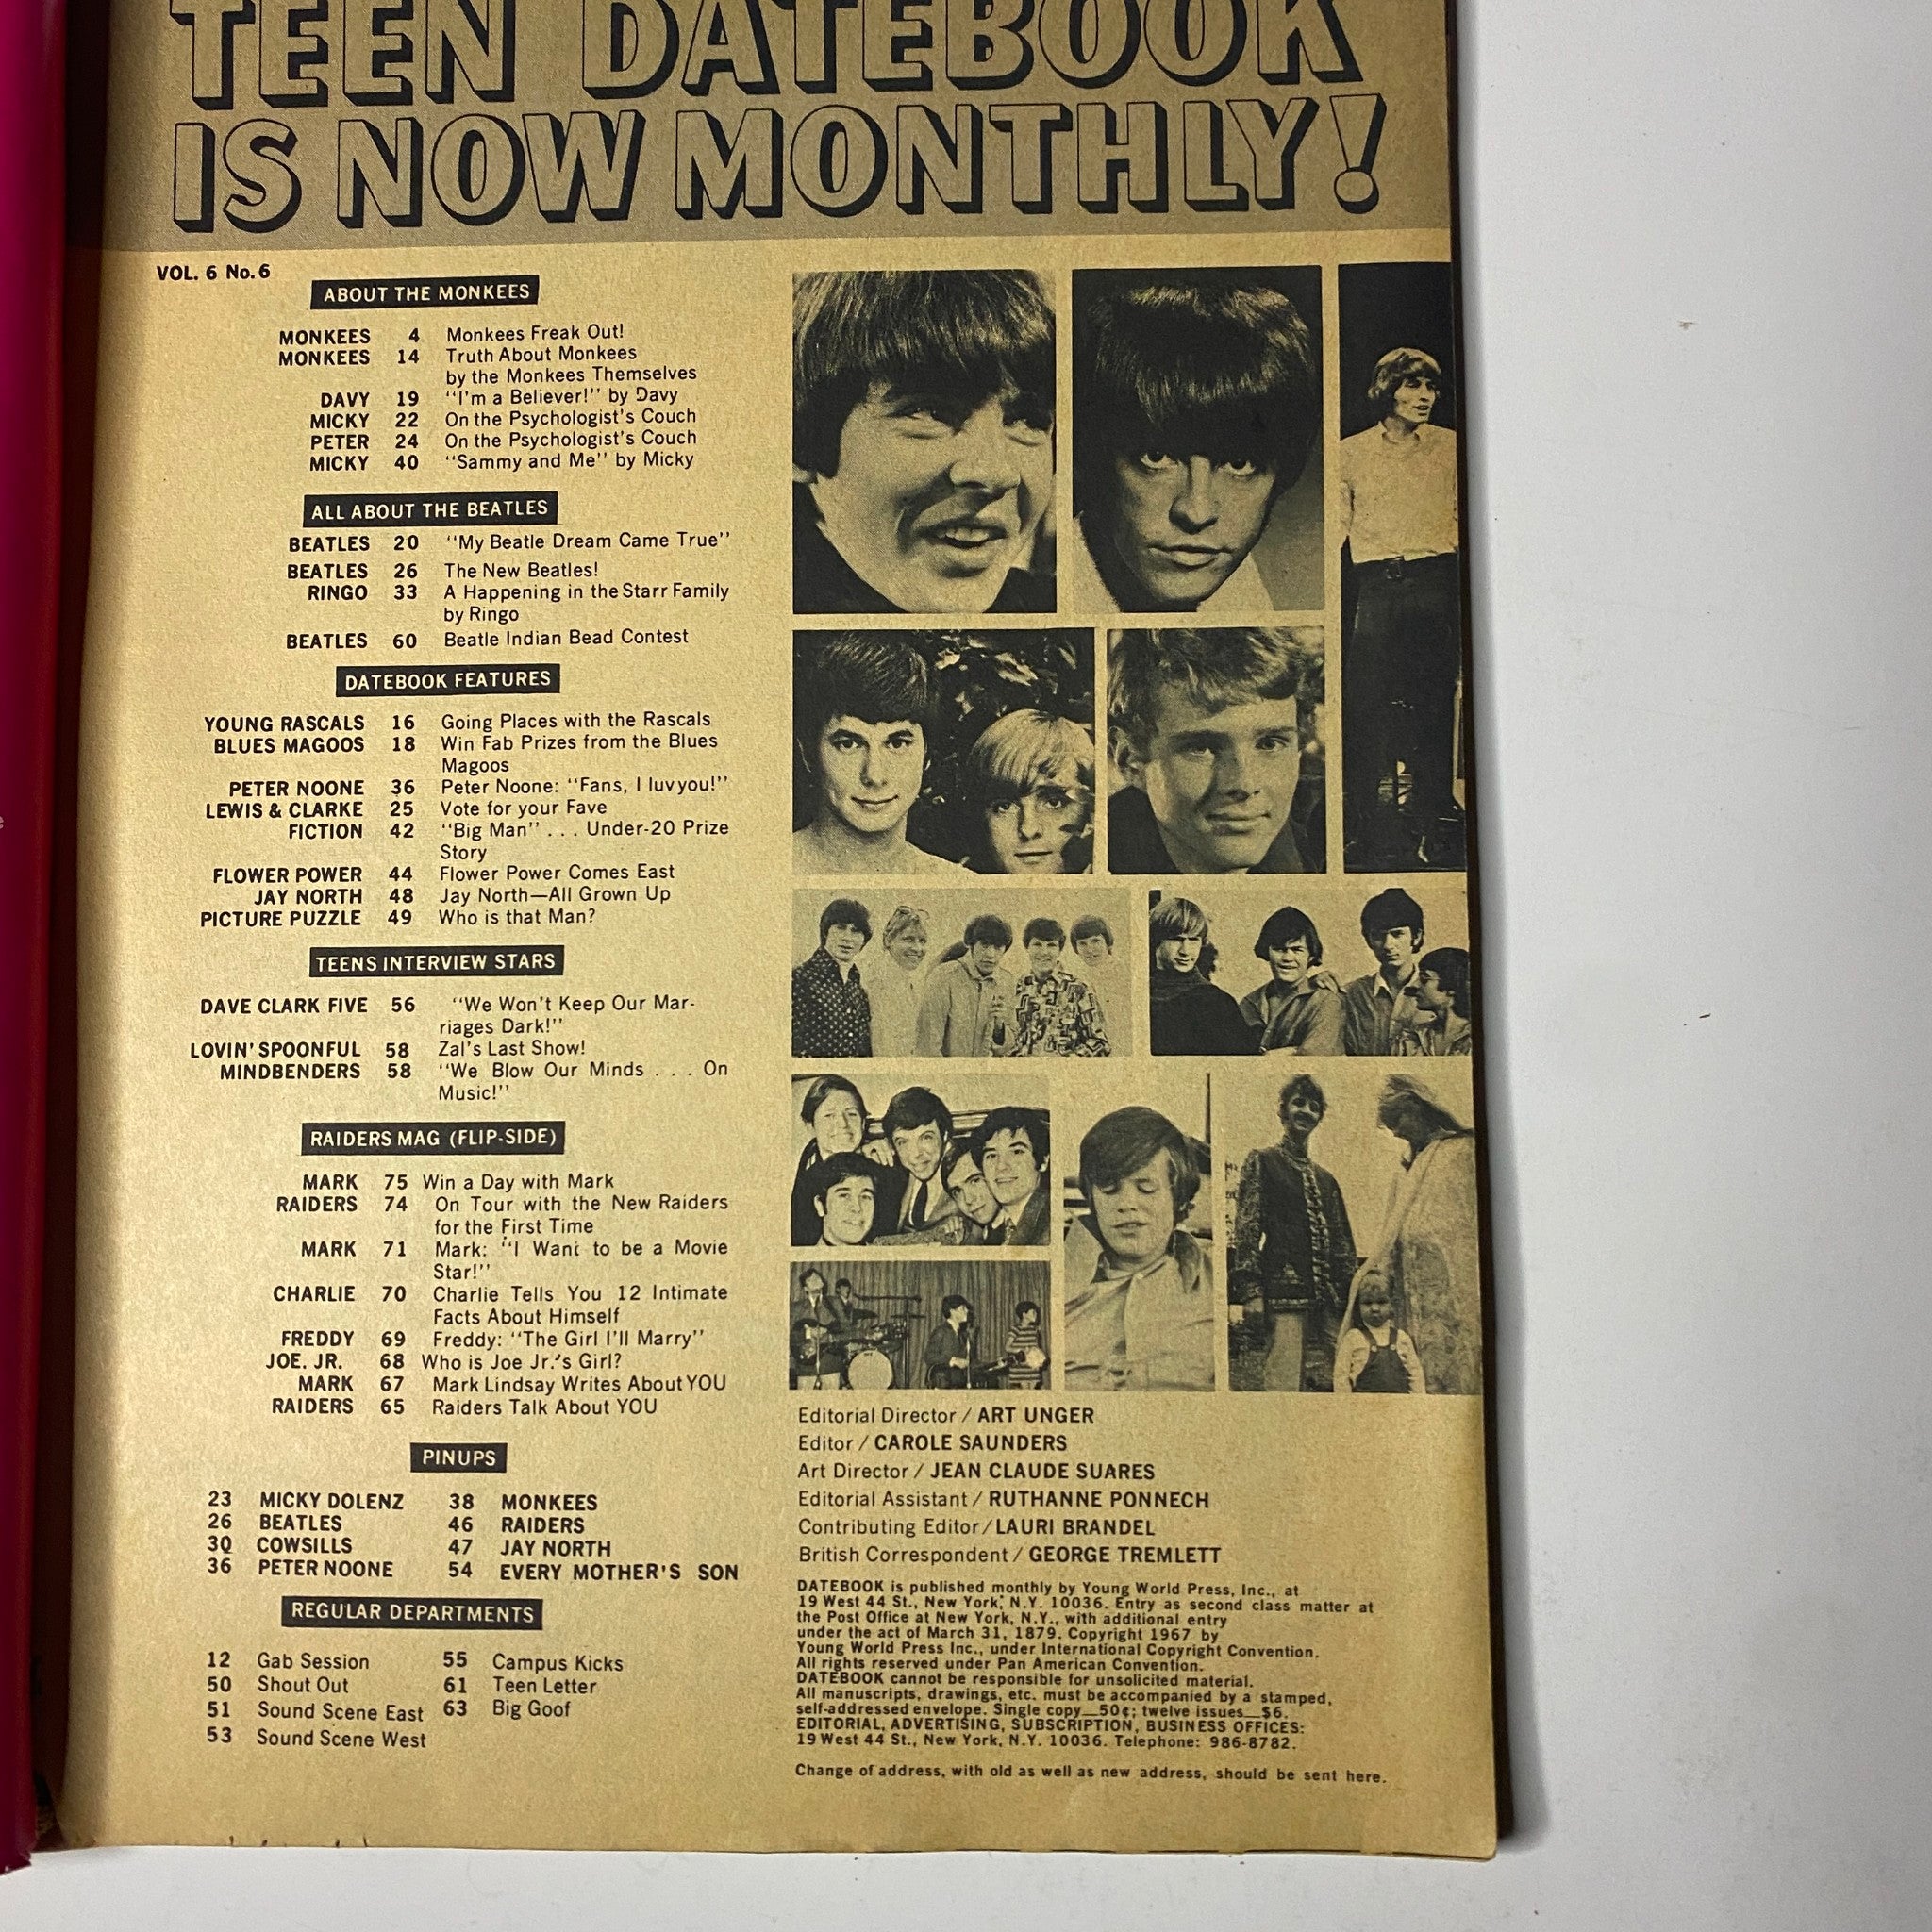 TEEN DATEBOOK
IS NOW MONTHLY!
VOL. 6 No. 6
ABOUT THE MONKEES
MONKEES 4 Monkees Freak Out!
MONKEES 14 Truth About Monkees
by the Monkees Themselves
DAVY 19 "I'm a Believer!" by Davy
MICKY 22 On the Psychologist's Couch
PETER 24 On the Psychologist's Couch
MICKY 40 "Sammy and Me" by Micky
ALL ABOUT THE BEATLES
BEATLES 20 "My Beatle Dream Came True"
BEATLES 26 The New Beatles!
RINGO 33 A Happening in the Starr Family
by Ringo
BEATLES 60 Beatle Indian Bead Contest
DATEBOOK FEATURES
YOUNG RASCALS 16 Going Places with the Rascals
BLUES MAGOOS 18 Win Fab Prizes from the Blues
Magoos
PETER NOONE 36 Peter Noone: "Fans, I luv you!"
LEWIS & CLARKE 25 Vote for your Fave
FICTION 42 "Big Man" . . . Under-20 Prize
Story
FLOWER POWER 44 Flower Power Comes East
JAY NORTH 48 Jay North—All Grown Up
PICTURE PUZZLE 49 Who is that Man?
TEENS INTERVIEW STARS
DAVE CLARK FIVE 56 "We Won't Keep Our Mar-
riages Dark!"
LOVIN' SPOONFUL 58 Zal's Last Show!
MINDBENDERS 58 "We Blow Our Minds . . . On
Music!"
RAIDERS MAG (FLIP-SIDE)
MARK 75 Win a Day with Mark
RAIDERS 74 On Tour with the New Raiders
for the First Time
MARK 71 Mark: "I Want to be a Movie
Star!"
CHARLIE 70 Charlie Tells You 12 Intimate
Facts About Himself
FREDDY 69 Freddy: "The Girl I'll Marry"
JOE. JR. 68 Who is Joe Jr.'s Girl?
MARK 67 Mark Lindsay Writes About YOU
RAIDERS 65 Raiders Talk About YOU
PINUPS
23 MICKY DOLENZ 38 MONKEES
26 BEATLES 46 RAIDERS
30 COWSILLS 47 JAY NORTH
36 PETER NOONE 54 EVERY MOTHER'S SON
REGULAR DEPARTMENTS
12 Gab Session 55 Campus Kicks
50 Shout Out 61 Teen Letter
51 Sound Scene East 63 Big Goof
53 Sound Scene West
Editorial Director / ART UNGER
Editor / CAROLE SAUNDERS
Art Director / JEAN CLAUDE SUARES
Editorial Assistant / RUTHANNE PONNECH
Contributing Editor / LAURI BRANDEL
British Correspondent / GEORGE TREMLETT
DATEBOOK is published monthly by Young World Press, Inc., at
19 West 44 St., New York, N.Y. 10036. Entry as second class matter at
the Post Office at New York, N.Y., with additional entry
under the act of March 31, 1879. Copyright 1967 by
Young World Press Inc., under International Copyright Convention.
All rights reserved under Pan American Convention.
DATEBOOK cannot be responsible for unsolicited material.
All manuscripts, drawings, etc. must be accompanied by a stamped,
self-addressed envelope. Single copy—50¢; twelve issues—$6.
EDITORIAL, ADVERTISING, SUBSCRIPTION, BUSINESS OFFICES:
19 West 44 St., New York, N.Y. 10036. Telephone: 986-8782.
Change of address, with old as well as new address, should be sent here.